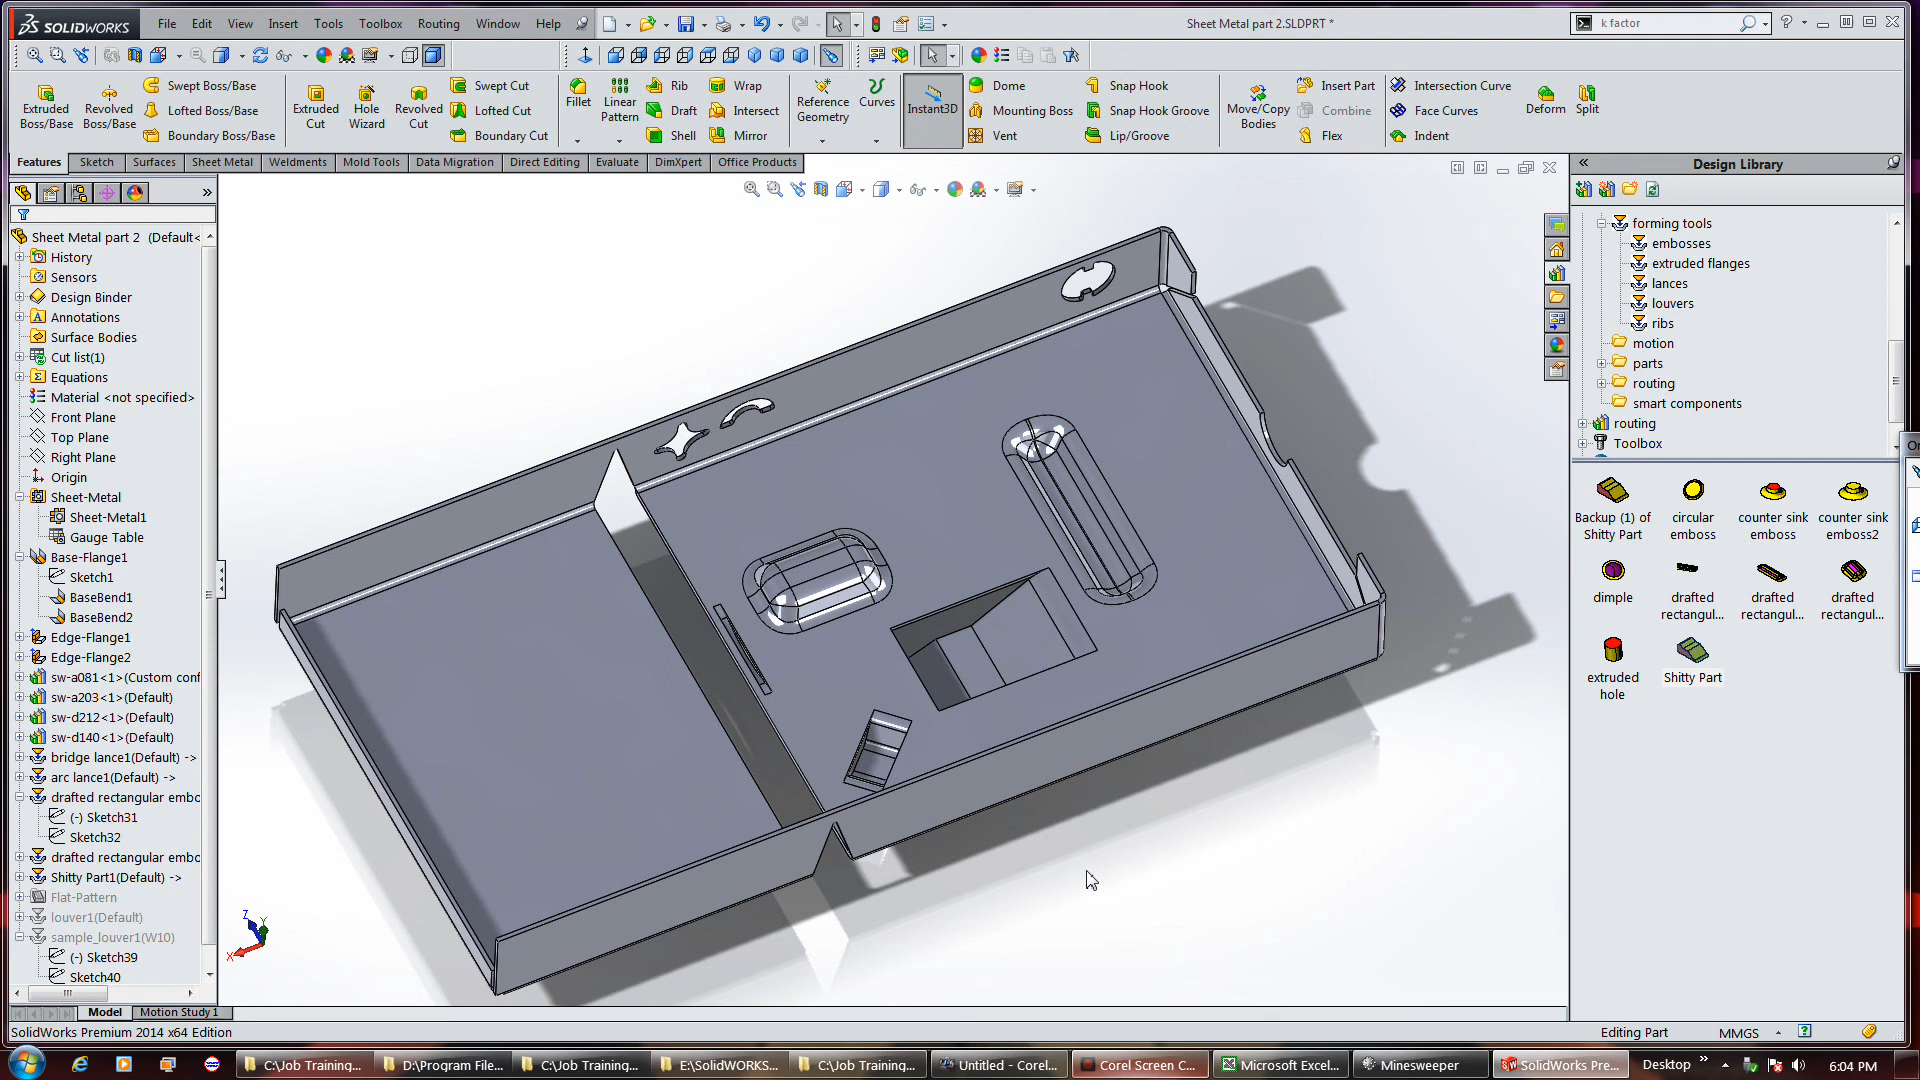 SOLIDWORKS File Edit View Insert Tools Toolbox Routing Window Help Sheet Metal part 2.SLDPRT * k factor
Swept Boss/Base Swept Cut Rib Wrap Dome Snap Hook Insert Part Intersection Curve
Extruded Boss/Base Revolved Boss/Base Lofted Boss/Base Extruded Cut Hole Wizard Revolved Cut Lofted Cut Fillet Linear Pattern Draft Intersect Reference Geometry Curves Instant3D Mounting Boss Snap Hook Groove Move/Copy Bodies Combine Face Curves Deform Split
Boundary Boss/Base Boundary Cut Shell Mirror Vent Lip/Groove Flex Indent
Features Sketch Surfaces Sheet Metal Weldments Mold Tools Data Migration Direct Editing Evaluate DimXpert Office Products
Design Library
Sheet Metal part 2 (Default<
History
Sensors
Design Binder
Annotations
Surface Bodies
Cut list(1)
Equations
Material <not specified>
Front Plane
Top Plane
Right Plane
Origin
Sheet-Metal
Sheet-Metal1
Gauge Table
Base-Flange1
Sketch1
BaseBend1
BaseBend2
Edge-Flange1
Edge-Flange2
sw-a081<1>(Custom conf
sw-a203<1>(Default)
sw-d212<1>(Default)
sw-d140<1>(Default)
bridge lance1(Default) ->
arc lance1(Default) ->
drafted rectangular embo
(-) Sketch31
Sketch32
drafted rectangular embo
Shitty Part1(Default) ->
Flat-Pattern
louver1(Default)
sample_louver1(W10)
(-) Sketch39
Sketch40
Z
Y
X
forming tools
embosses
extruded flanges
lances
louvers
ribs
motion
parts
routing
smart components
routing
Toolbox
Backup (1) of Shitty Part
circular emboss
counter sink emboss
counter sink emboss2
dimple
drafted rectangul...
drafted rectangul...
drafted rectangul...
extruded hole
Shitty Part
Model Motion Study 1
SolidWorks Premium 2014 x64 Edition Editing Part MMGS
C:\Job Training... D:\Program File... C:\Job Training... E:\SolidWORKS... C:\Job Training... Untitled - Corel... Corel Screen C... Microsoft Excel... Minesweeper SolidWorks Pre... Desktop 6:04 PM